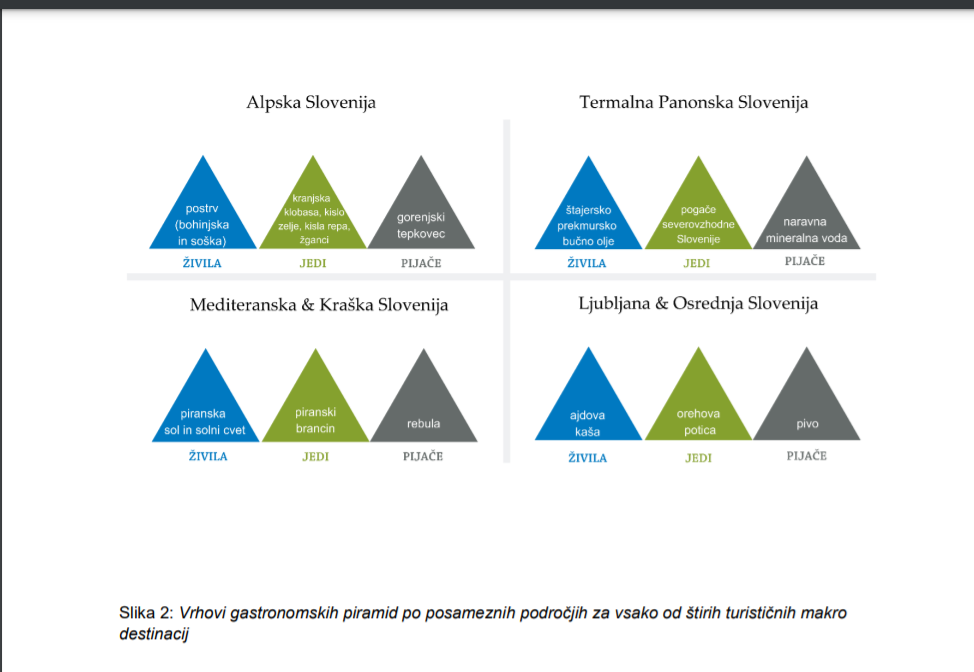 Alpska Slovenija
postrv
(bohinjska
in soška)
ŽIVILA
kranjska
klobasa, kislo
zelje, kisla repa,
žganci
JEDI
gorenjski
tepkovec
PIJAČE
Termalna Panonska Slovenija
štajersko
prekmursko
bučno olje
ŽIVILA
pogače
severovzhodne
Slovenije
JEDI
naravna
mineralna voda
PIJAČE
Mediteranska & Kraška Slovenija
piranska
sol in solni cvet
ŽIVILA
piranski
brancin
JEDI
rebula
PIJAČE
Ljubljana & Osrednja Slovenija
ajdova
kaša
ŽIVILA
orehova
potica
JEDI
pivo
PIJAČE
Slika 2: Vrhovi gastronomskih piramid po posameznih področjih za vsako od štirih turističnih makro
destinacij